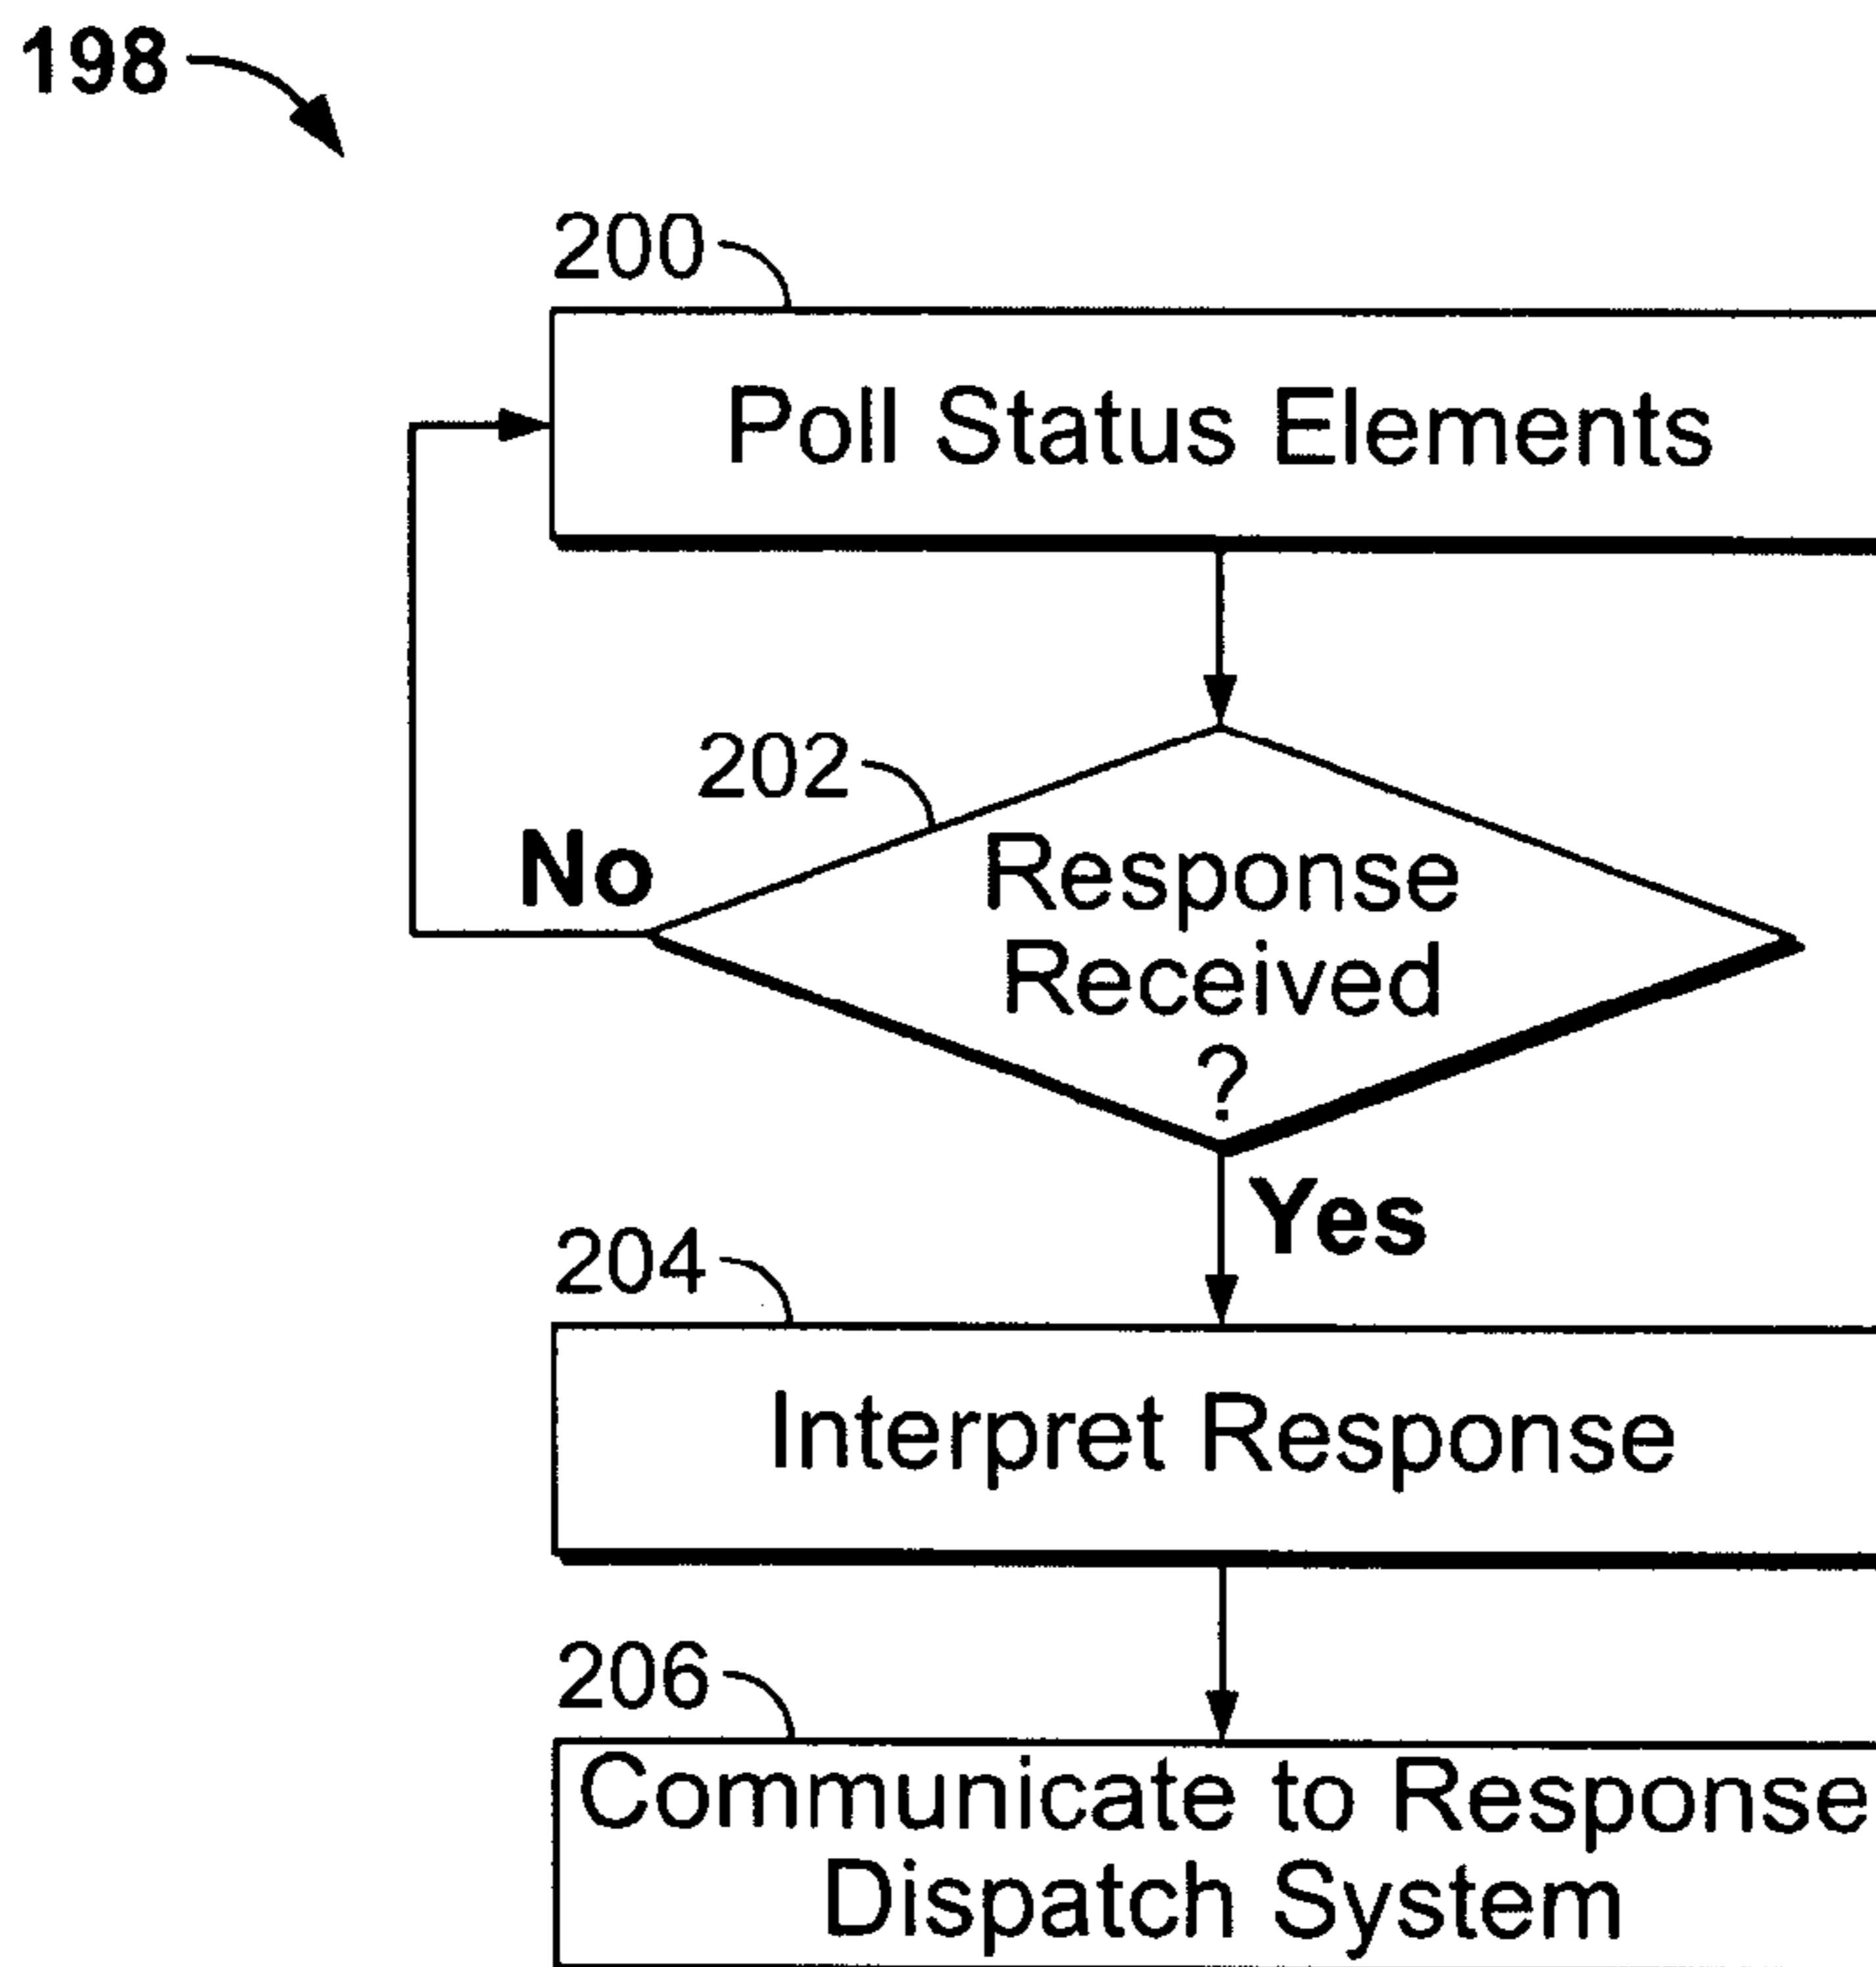 198
200
Poll Status Elements
202
No
Response
Received
?
Yes
204
Interpret Response
206
Communicate to Response
Dispatch System